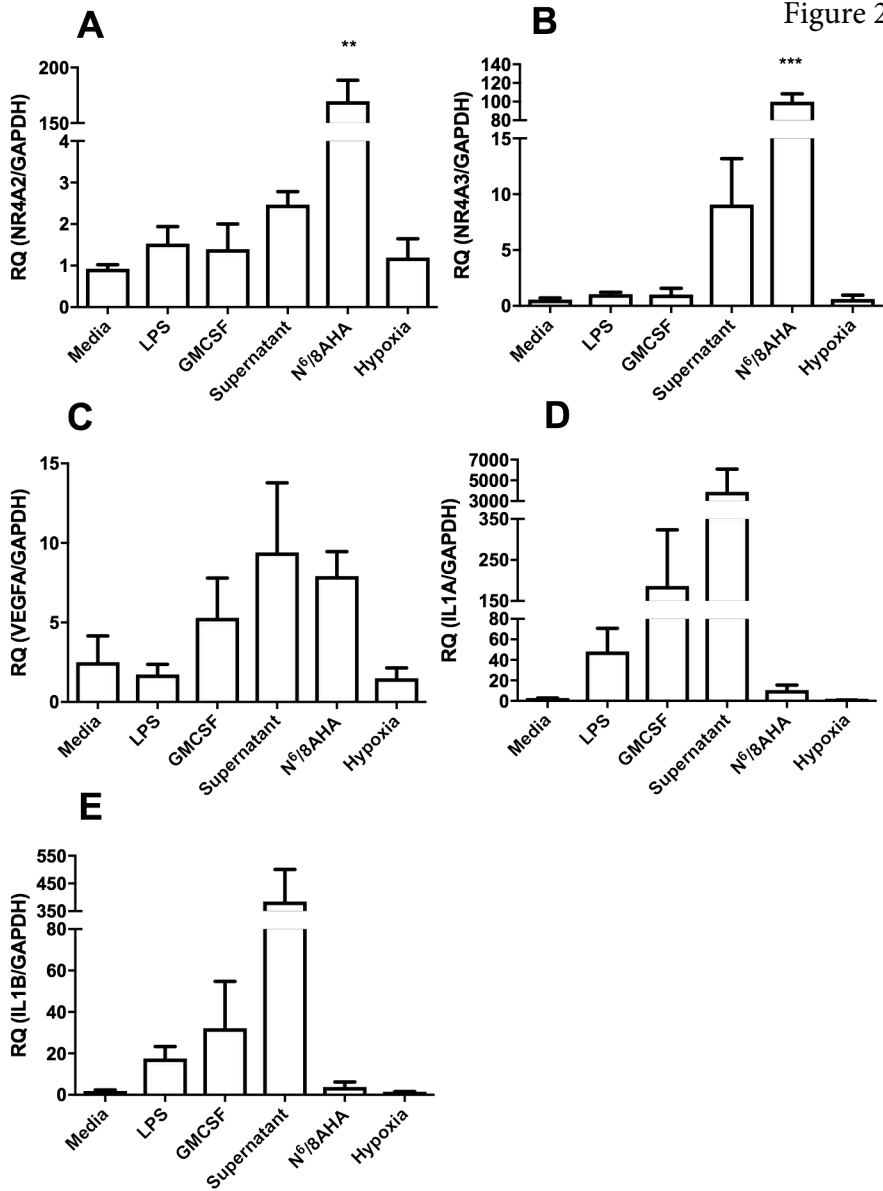 Figure 2
A
**
RQ (NR4A2/GAPDH)
200
150
4
3
2
1
0
Media
LPS
GMCSF
Supernatant
N⁶/8AHA
Hypoxia
B
***
RQ (NR4A3/GAPDH)
140
120
100
80
15
10
5
0
Media
LPS
GMCSF
Supernatant
N⁶/8AHA
Hypoxia
C
RQ (VEGFA/GAPDH)
15
10
5
0
Media
LPS
GMCSF
Supernatant
N⁶/8AHA
Hypoxia
D
RQ (IL1A/GAPDH)
7000
5000
3000
350
250
150
80
60
40
20
0
Media
LPS
GMCSF
Supernatant
N⁶/8AHA
Hypoxia
E
RQ (IL1B/GAPDH)
550
450
350
80
60
40
20
0
Media
LPS
GMCSF
Supernatant
N⁶/8AHA
Hypoxia